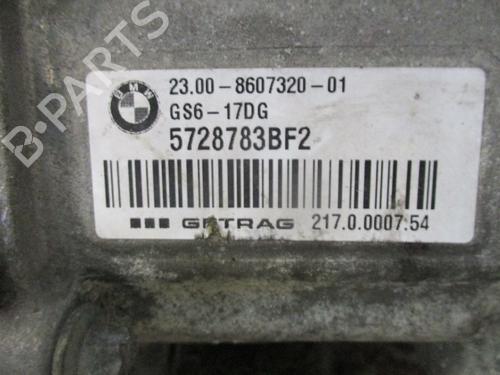 B-PARTS
BMW
23.00-8607320-01
GS6-17DG
5728783BF2
GETRAG 217.0.0007.54